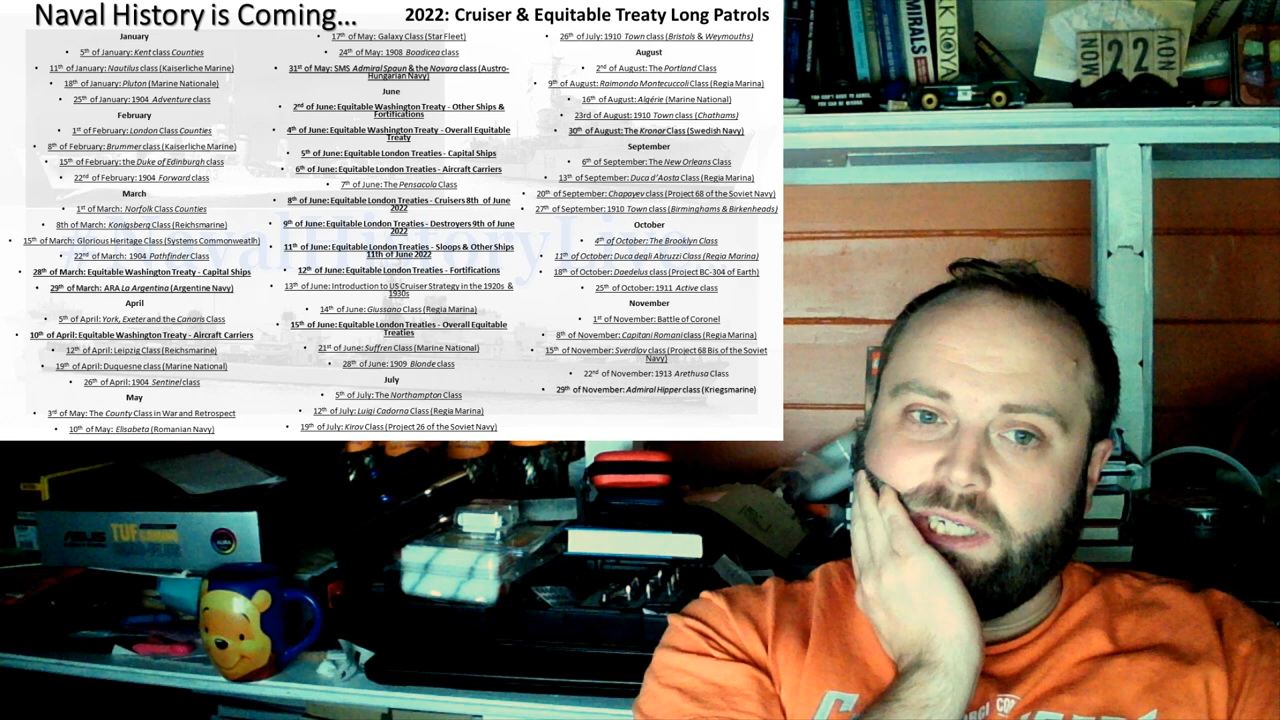 Naval History is Coming...
2022: Cruiser & Equitable Treaty Long Patrols
January
5th of January: Kent class Counties
11th of January: Nautilus class (Kaiserliche Marine)
18th of January: Pluton (Marine Nationale)
25th of January: 1904 Adventure class
February
1st of February: London Class Counties
8th of February: Brummer class (Kaiserliche Marine)
15th of February: the Duke of Edinburgh class
22nd of February: 1904 Forward class
March
1st of March: Norfolk Class Counties
8th of March: Konigsberg Class (Reichsmarine)
15th of March: Glorious Heritage Class (Systems Commonweatlh)
22nd of March: 1904 Pathfinder Class
28th of March: Equitable Washington Treaty - Capital Ships
29th of March: ARA La Argentina (Argentine Navy)
April
5th of April: York, Exeter and the Canaris Class
10th of April: Equitable Washington Treaty - Aircraft Carriers
12th of April: Leipzig Class (Reichsmarine)
19th of April: Duquesne class (Marine National)
26th of April: 1904 Sentinel class
May
3rd of May: The County Class in War and Retrospect
10th of May: Elisabeta (Romanian Navy)
17th of May: Galaxy Class (Star Fleet)
24th of May: 1908 Boadicea class
31st of May: SMS Admiral Spaun & the Novara class (Austro-
Hungarian Navy)
June
2nd of June: Equitable Washington Treaty - Other Ships &
Fortifications
4th of June: Equitable Washington Treaty - Overall Equitable
Treaty
5th of June: Equitable London Treaties - Capital Ships
6th of June: Equitable London Treaties - Aircraft Carriers
7th of June: The Pensacola Class
8th of June: Equitable London Treaties - Cruisers 8th of June
2022
9th of June: Equitable London Treaties - Destroyers 9th of June
2022
11th of June: Equitable London Treaties - Sloops & Other Ships
11th of June 2022
12th of June: Equitable London Treaties - Fortifications
13th of June: Introduction to US Cruiser Strategy in the 1920s &
1930s
14th of June: Giussano Class (Regia Marina)
15th of June: Equitable London Treaties - Overall Equitable
Treaties
21st of June: Suffren Class (Marine National)
28th of June: 1909 Blonde class
July
5th of July: The Northampton Class
12th of July: Luigi Cadorna Class (Regia Marina)
19th of July: Kirov Class (Project 26 of the Soviet Navy)
26th of July: 1910 Town class (Bristols & Weymouths)
August
2nd of August: The Portland Class
9th of August: Raimondo Montecuccoli Class (Regia Marina)
16th of August: Algérie (Marine National)
23rd of August: 1910 Town class (Chathams)
30th of August: The Kronor Class (Swedish Navy)
September
6th of September: The New Orleans Class
13th of September: Duca d'Aosta Class (Regia Marina)
20th of September: Chapayev class (Project 68 of the Soviet Navy)
27th of September: 1910 Town class (Birminghams & Birkenheads)
October
4th of October: The Brooklyn Class
11th of October: Duca degli Abruzzi Class (Regia Marina)
18th of October: Daedelus class (Project BC-304 of Earth)
25th of October: 1911 Active class
November
1st of November: Battle of Coronel
8th of November: Capitani Romani class (Regia Marina)
15th of November: Sverdlov class (Project 68 Bis of the Soviet
Navy)
22nd of November: 1913 Arethusa Class
29th of November: Admiral Hipper class (Kriegsmarine)
MIRALS
K ROYA
NOV
22
NOV
ASUS
TUF GAMING